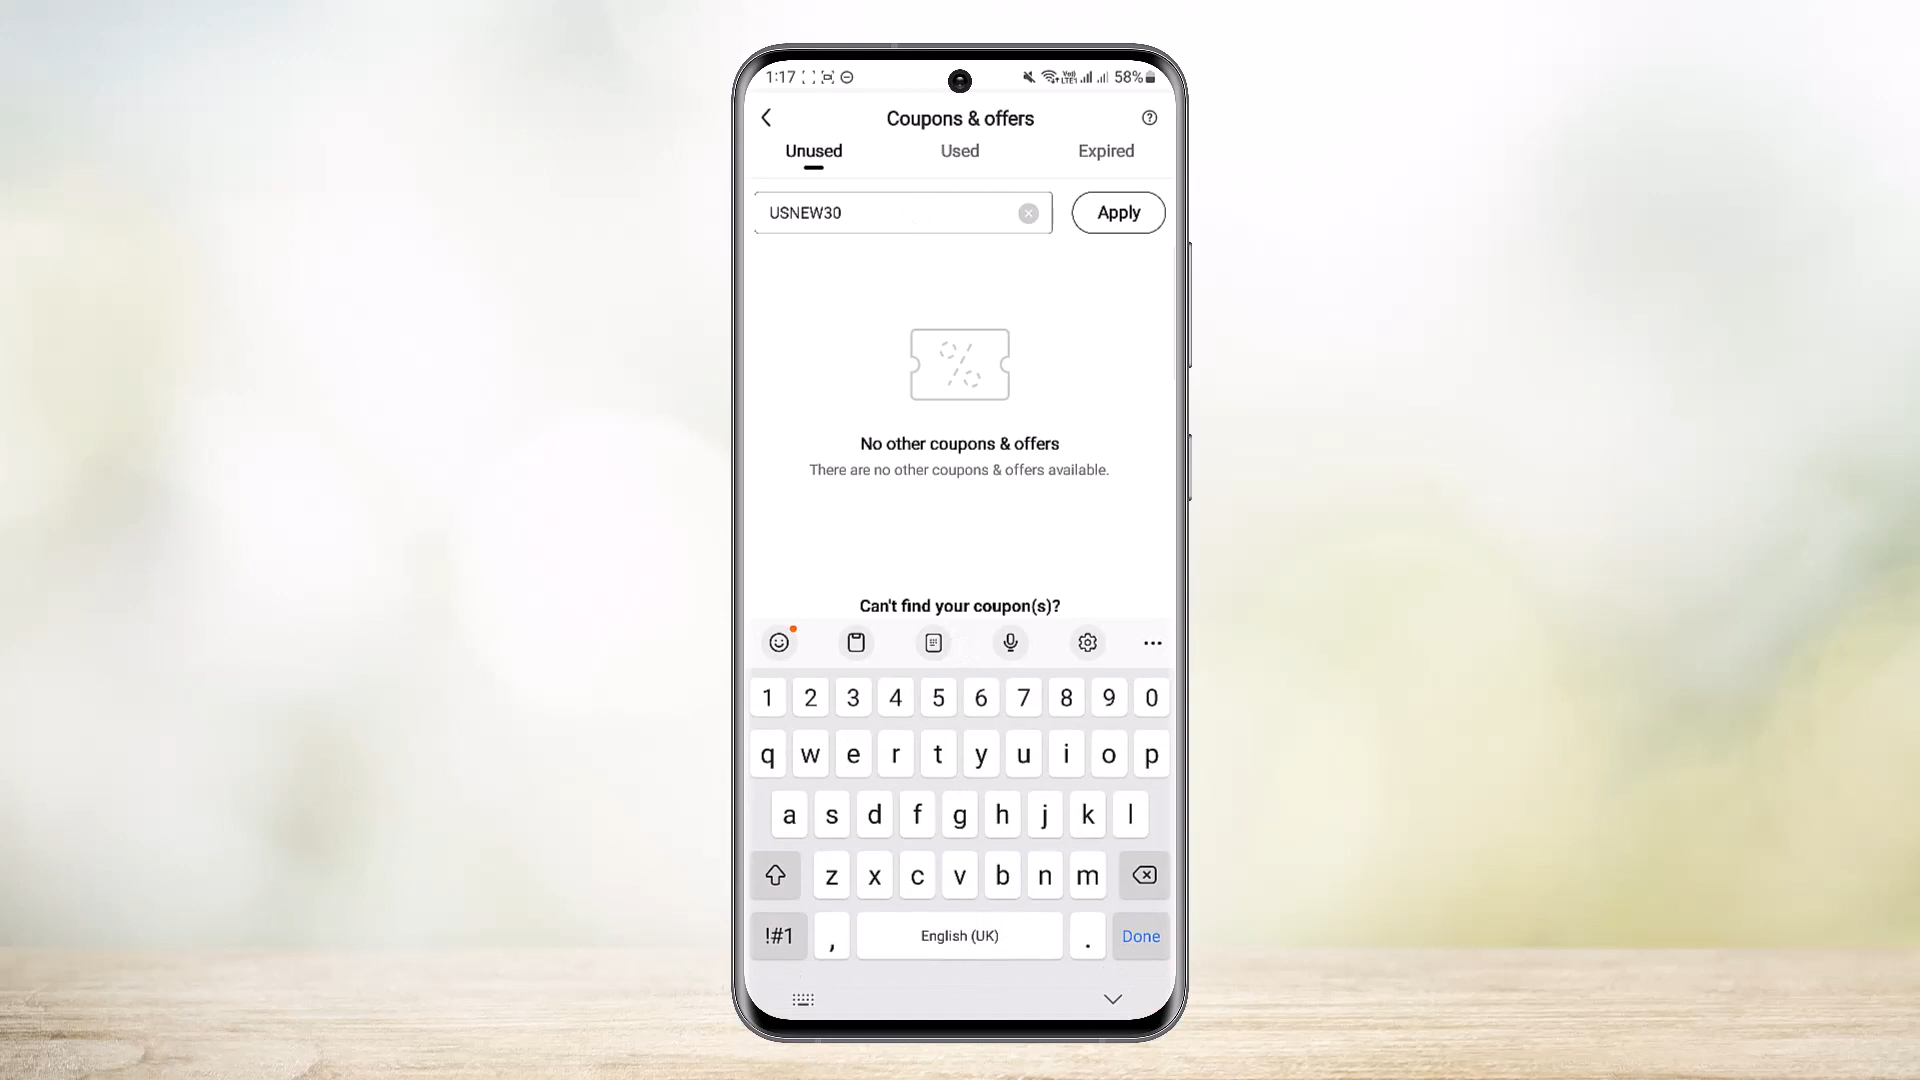 1:17 58%
Coupons & offers
Unused Used Expired
USNEW30 Apply
No other coupons & offers
There are no other coupons & offers available.
Can't find your coupon(s)?
1 2 3 4 5 6 7 8 9 0
q w e r t y u i o p
a s d f g h j k l
z x c v b n m
!#1 , English (UK) . Done